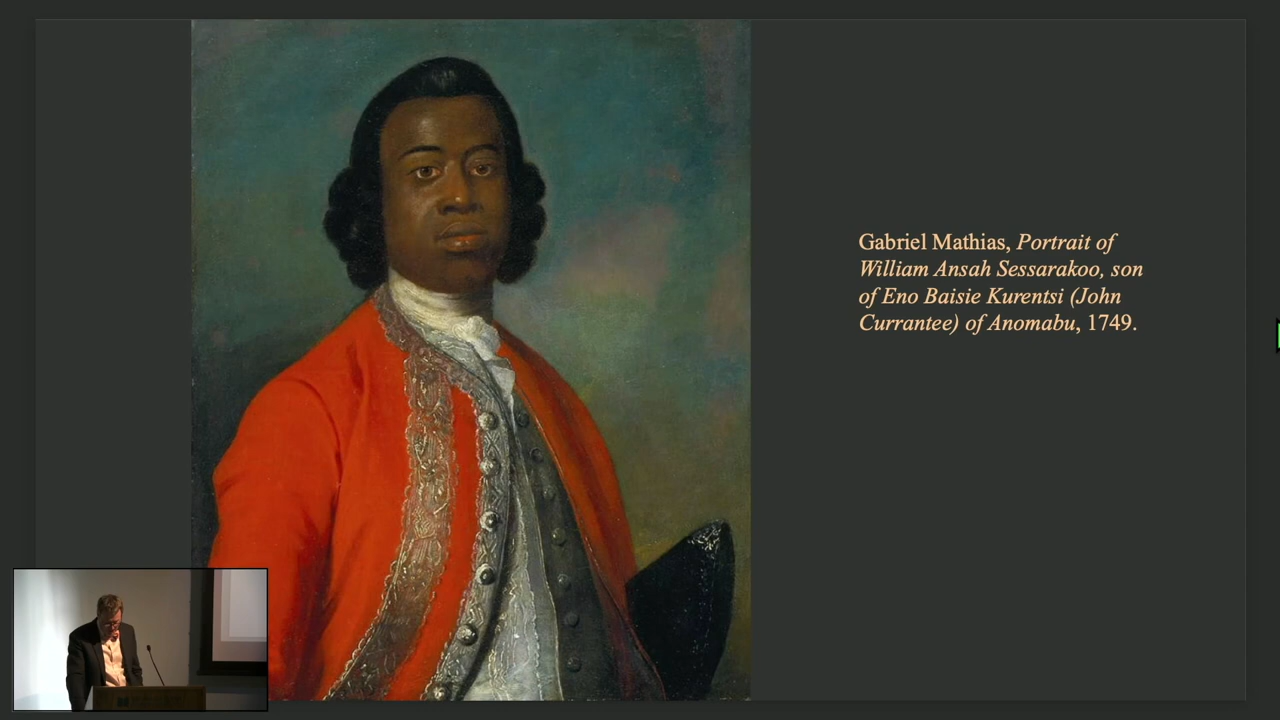 Gabriel Mathias, Portrait of
William Ansah Sessarakoo, son
of Eno Baisie Kurentsi (John
Currantee) of Anomabu, 1749.